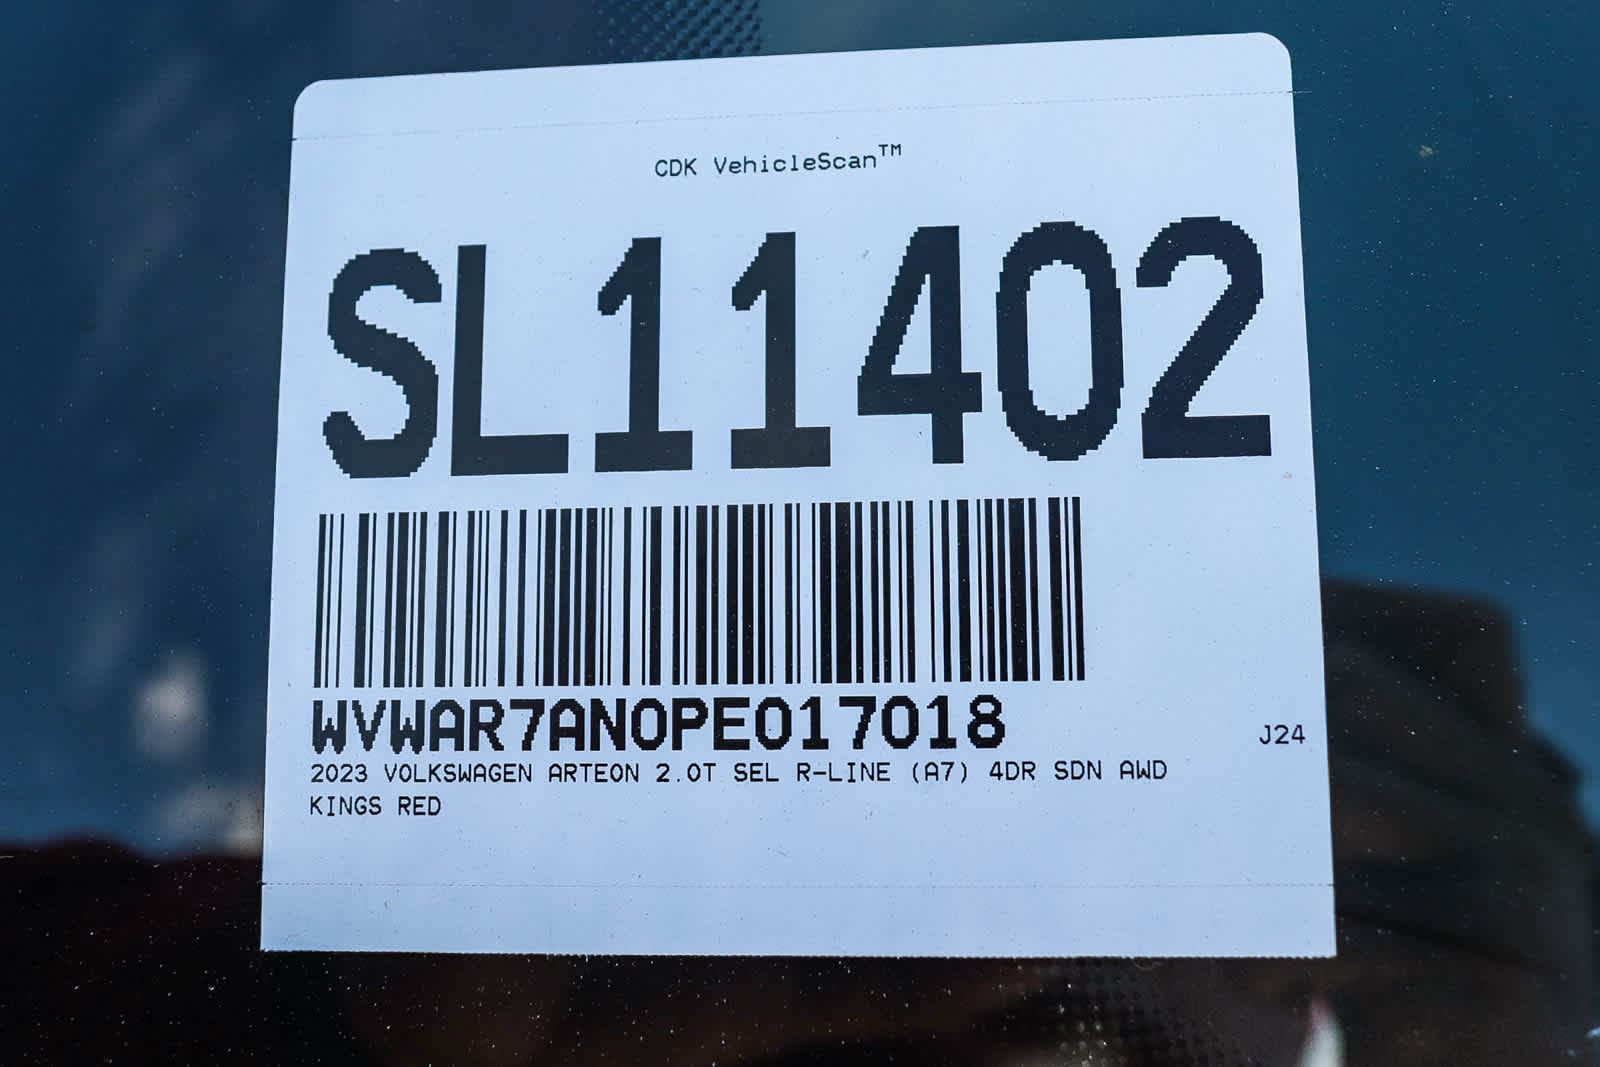 CDK VehicleScan™
SL11402
WVWAR7AN0PE017018
J24
2023 VOLKSWAGEN ARTEON 2.0T SEL R-LINE (A7) 4DR SDN AWD
KINGS RED